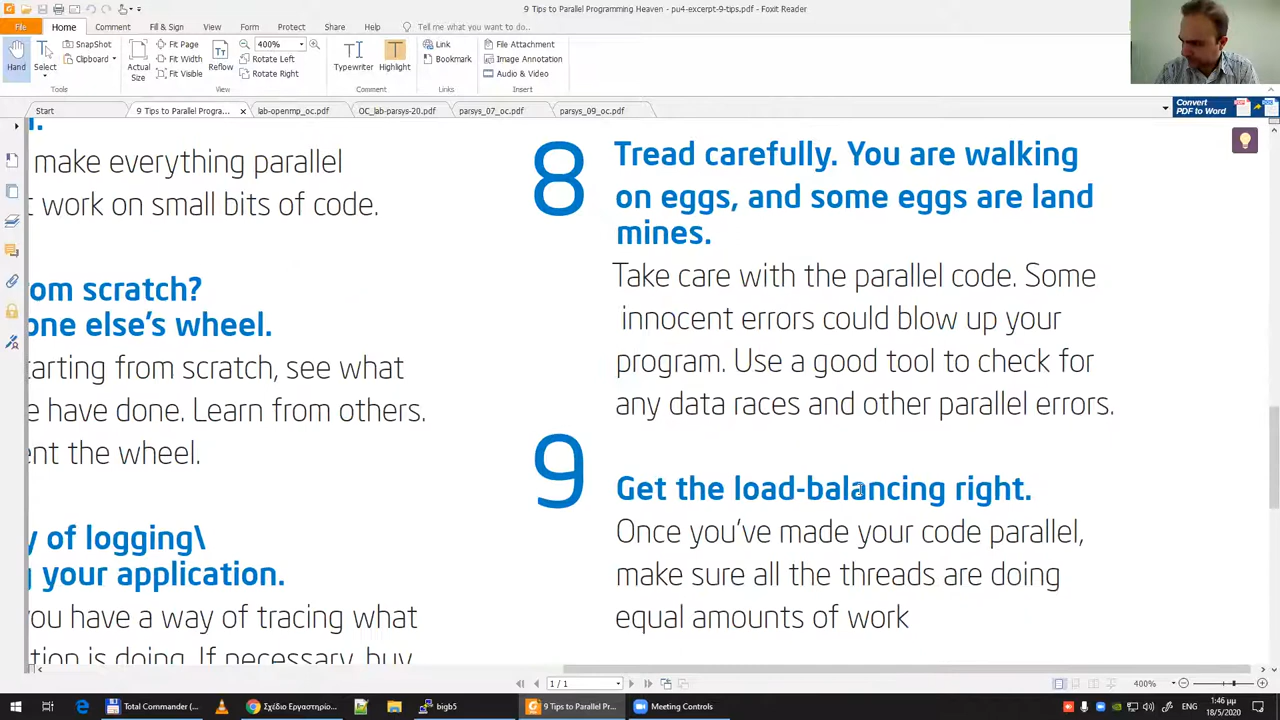 9 Tips to Parallel Programming Heaven - pu4-excerpt-9-tips.pdf - Foxit Reader
File Home Comment View Form Protect Share Help Tell me what you want to do...
Hand
Select
SnapShot
Clipboard
Actual Size
Fit Page
Fit Width
Fit Visible
Reflow
400%
Rotate Left
Rotate Right
Typewriter
Highlight
Link
Bookmark
File Attachment
Image Annotation
Audio & Video
Tools View Comment Links Insert
Start 9 Tips to Parallel Progra... lab-openmp_oc.pdf OC_lab-parsys-20.pdf parsys_07_oc.pdf parsys_09_oc.pdf
Convert
PDF to Word
make everything parallel
work on small bits of code.
om scratch?
one else's wheel.
tarting from scratch, see what
e have done. Learn from others.
ent the wheel.
y of logging\
g your application.
you have a way of tracing what
tion is doing. If necessary, buy
8
Tread carefully. You are walking
on eggs, and some eggs are land
mines.
Take care with the parallel code. Some
innocent errors could blow up your
program. Use a good tool to check for
any data races and other parallel errors.
9
Get the load-balancing right.
Once you've made your code parallel,
make sure all the threads are doing
equal amounts of work
1 / 1
400%
Total Commander (...
Σχέδιο Εργαστηριο...
bigb5
9 Tips to Parallel Pr...
Meeting Controls
1:46 μμ
18/5/2020